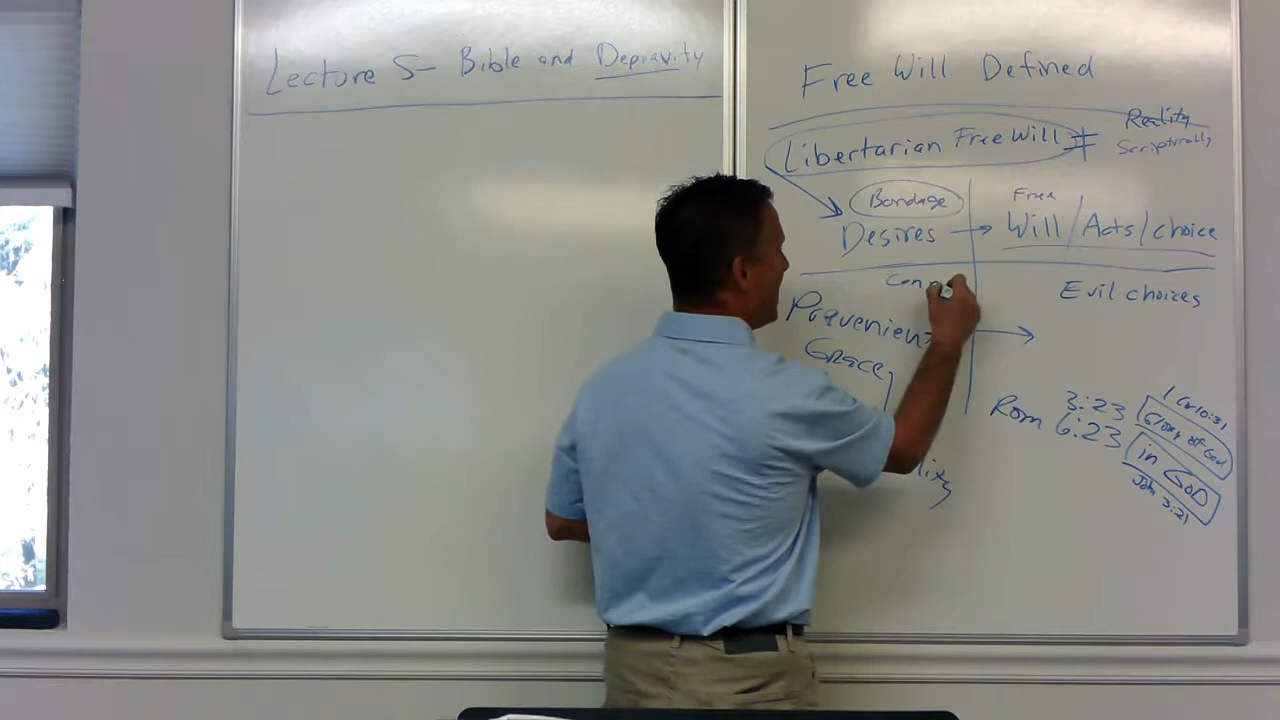 Lecture 5- Bible and Depravity
Free Will Defined
Libertarian Free Will ≠ Reality
Scripturally
Bondage
Free
Desires → Will / Acts / choice
Evil choices
Prevenient
Grace
Rom 3:23
6:23
1 Cor 10:31
Glory of God
in GOD
John 3:21